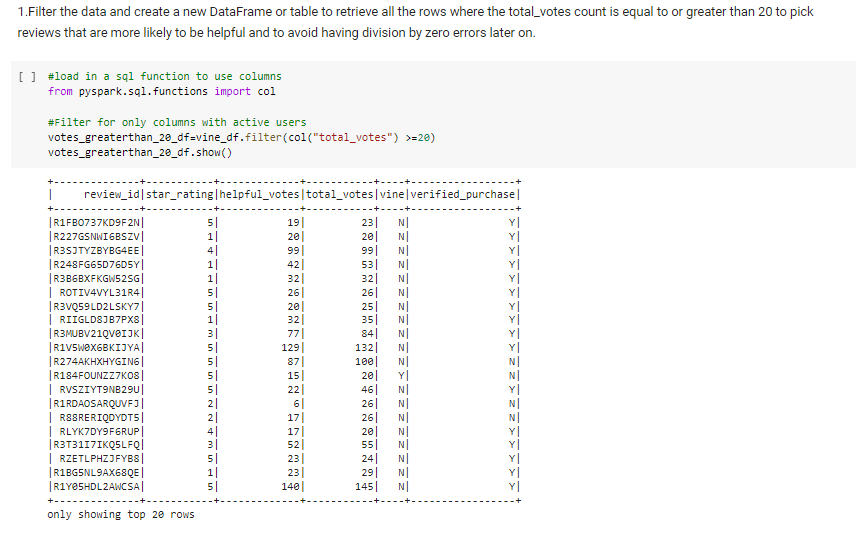 1.Filter the data and create a new DataFrame or table to retrieve all the rows where the total_votes count is equal to or greater than 20 to pick
reviews that are more likely to be helpful and to avoid having division by zero errors later on.
[ ] #load in a sql function to use columns
from pyspark.sql.functions import col
#Filter for only columns with active users
votes_greaterthan_20_df=vine_df.filter(col("total_votes") >=20)
votes_greaterthan_20_df.show()
+--------------+-----------+-------------+-----------+----+-----------------+
|     review_id|star_rating|helpful_votes|total_votes|vine|verified_purchase|
+--------------+-----------+-------------+-----------+----+-----------------+
|R1FBO737KD9F2N|          5|           19|         23|   N|                Y|
|R227GSNWI6BSZV|          1|           20|         20|   N|                Y|
|R3SJTYZBYBG4EE|          4|           99|         99|   N|                Y|
|R248FG65D76D5Y|          1|           42|         53|   N|                Y|
|R3B6BXFKGW52SG|          1|           32|         32|   N|                Y|
| ROTIV4VYL31R4|          5|           26|         26|   N|                Y|
|R3VQ59LD2LSKY7|          5|           20|         25|   N|                Y|
| RIIGLD8JB7PX8|          1|           32|         35|   N|                Y|
|R3MUBV21QV0IJK|          3|           77|         84|   N|                Y|
|R1V5W0X6BKIJYA|          5|          129|        132|   N|                Y|
|R274AKHXHYGIN6|          5|           87|        100|   N|                N|
|R184FOUNZZ7KO8|          5|           15|         20|   Y|                N|
| RVSZIYT9NB29U|          5|           22|         46|   N|                Y|
|R1RDAOSARQUVFJ|          2|            6|         26|   N|                N|
| R88RERIQDYDT5|          2|           17|         26|   N|                N|
| RLYK7DY9F6RUP|          4|           17|         20|   N|                Y|
|R3T31I7IKQ5LFQ|          3|           52|         55|   N|                Y|
| RZETLPHZJFYB8|          5|           23|         24|   N|                Y|
|R1BG5NL9AX68QE|          1|           23|         29|   N|                Y|
|R1Y05HDL2AWCSA|          5|          140|        145|   N|                Y|
+--------------+-----------+-------------+-----------+----+-----------------+
only showing top 20 rows